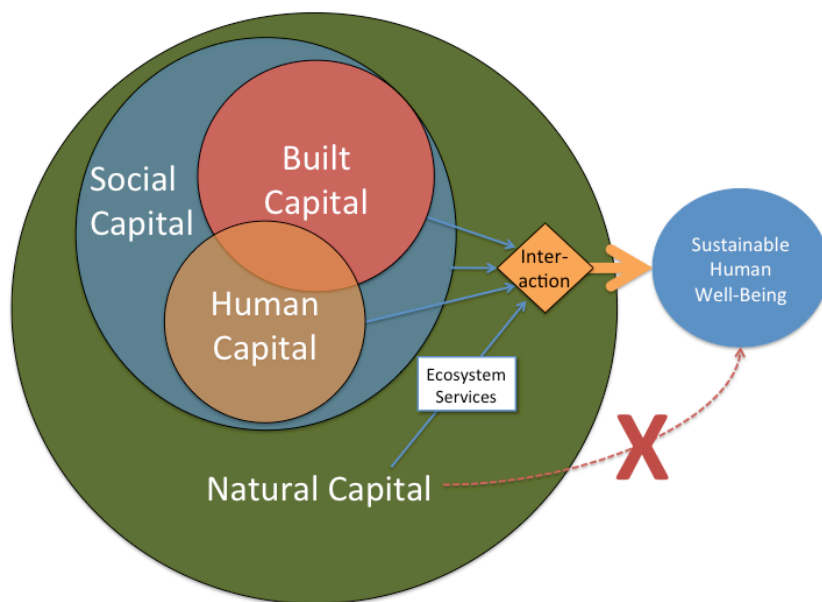 Social
Capital
Built
Capital
Human
Capital
Natural Capital
Ecosystem
Services
Inter-
action
X
Sustainable
Human
Well-Being